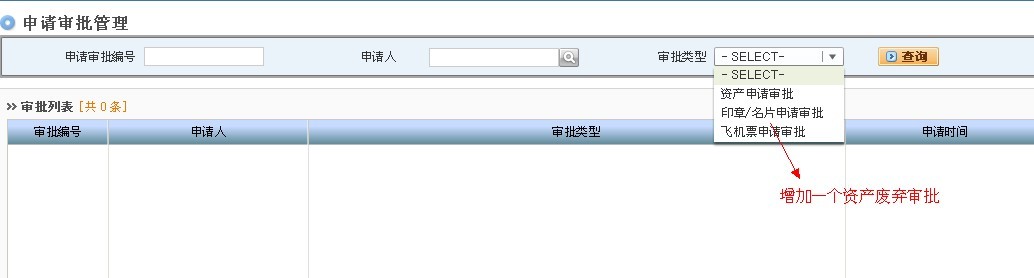 申请审批管理
申请审批编号 申请人 审批类型 - SELECT- 查询
- SELECT-
资产申请审批
印章/名片申请审批
飞机票申请审批
审批列表 [共 0 条]
审批编号 申请人 审批类型 申请时间
增加一个资产废弃审批